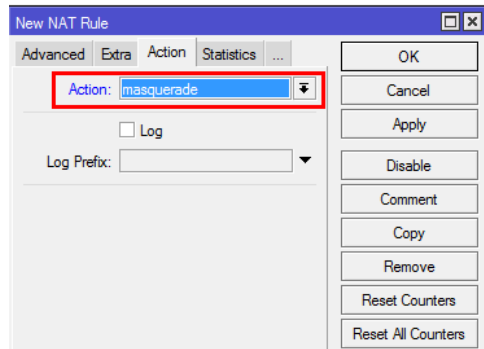 New NAT Rule
Advanced Extra Action Statistics ...
Action: masquerade
Log
Log Prefix:
OK
Cancel
Apply
Disable
Comment
Copy
Remove
Reset Counters
Reset All Counters